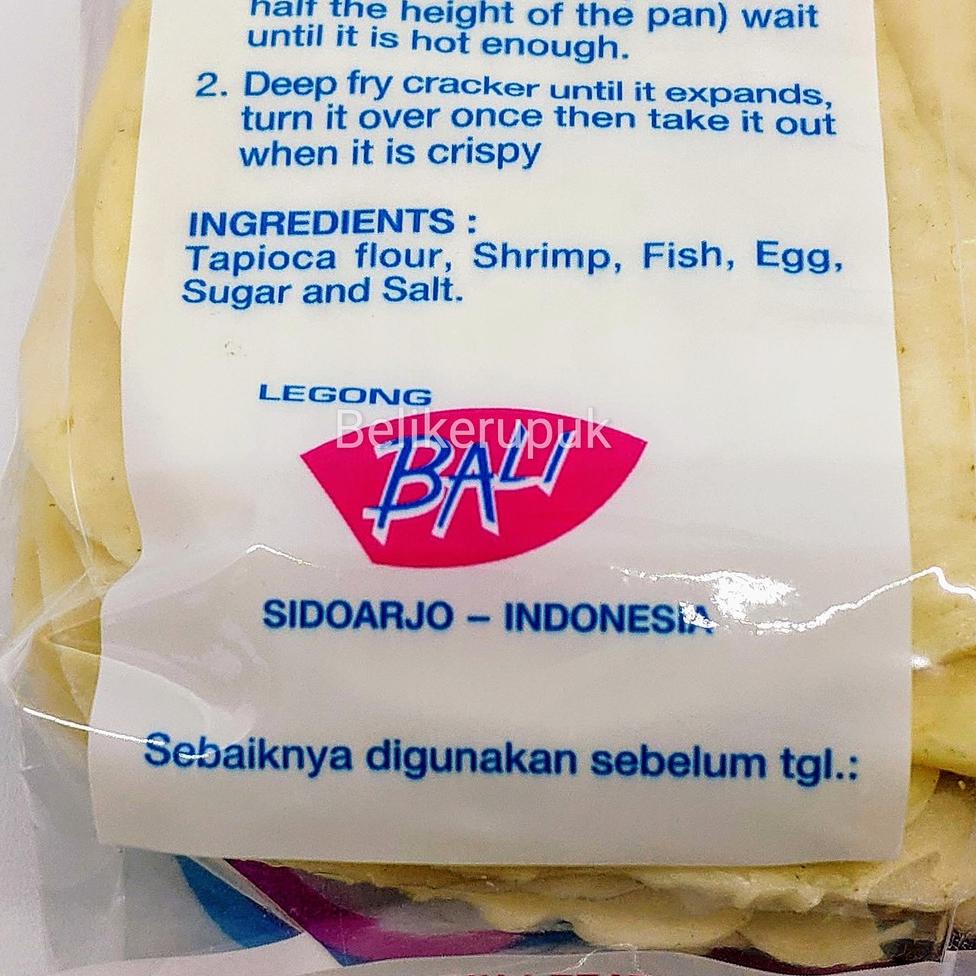 half the height of the pan) wait
until it is hot enough.
2. Deep fry cracker until it expands,
turn it over once then take it out
when it is crispy
INGREDIENTS :
Tapioca flour, Shrimp, Fish, Egg,
Sugar and Salt.
LEGONG
Belikerupuk
BALI
SIDOARJO – INDONESIA
Sebaiknya digunakan sebelum tgl.: